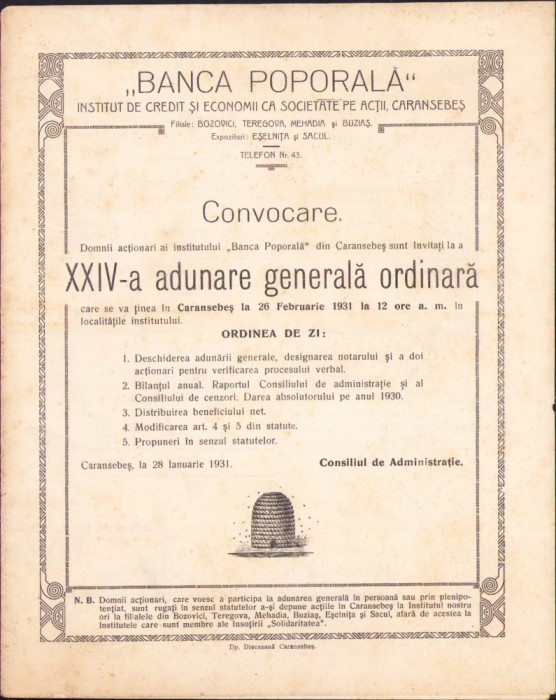 „BANCA POPORALĂ“
INSTITUT DE CREDIT ȘI ECONOMII CA SOCIETATE PE ACȚII, CARANSEBEȘ
Filiale: BOZOVICI, TEREGOVA, MEHADIA și BUZIAȘ.
Expozituri: EȘELNIȚA și SACUL.
TELEFON Nr. 43.
Convocare.
Domnii acționari ai institutului „Banca Poporală“ din Caransebeș sunt învitați la a
XXIV-a adunare generală ordinară
care se va ținea în Caransebeș la 26 Februarie 1931 la 12 ore a. m. în
localitățile institutului.
ORDINEA DE ZI:
1. Deschiderea adunării generale, designarea notarului și a doi
acționari pentru verificarea procesului verbal.
2. Bilanțul anual. Raportul Consiliului de administrație și al
Consiliului de cenzori. Darea absolutorului pe anul 1930.
3. Distribuirea beneficiului net.
4. Modificarea art. 4 și 5 din statute.
5. Propuneri în senzul statutelor.
Caransebeș, la 28 Ianuarie 1931. Consiliul de Administrație.
N. B. Domnii acționari, care voesc a participa la adunarea generală în persoană sau prin plenipo-
tențiat, sunt rugați în senzul statutelor a-și depune acțiile în Caransebeș la Institutul nostru
ori la filialele din Bozovici, Teregova, Mehadia, Buziaș, Eșelnița și Sacul, afară de acestea la
Institutele care sunt membre ale însoțirii „Solidaritatea“.
Tip. Diecezană Caransebeș.